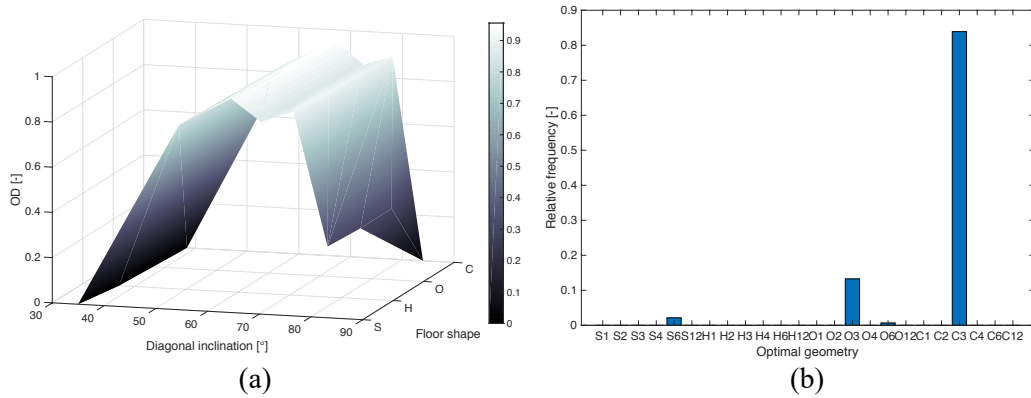 1
0.8
0.6
0.4
0.2
0
OD [-]
30
40
50
60
70
80
90
Diagonal inclination [°]
S
H
O
C
Floor shape
0.9
0.8
0.7
0.6
0.5
0.4
0.3
0.2
0.1
0
(a)
0.9
0.8
0.7
0.6
0.5
0.4
0.3
0.2
0.1
0
Relative frequency [-]
S1 S2 S3 S4 S6S12H1 H2 H3 H4 H6H12O1 O2 O3 O4 O6O12C1 C2 C3 C4 C6C12
Optimal geometry
(b)